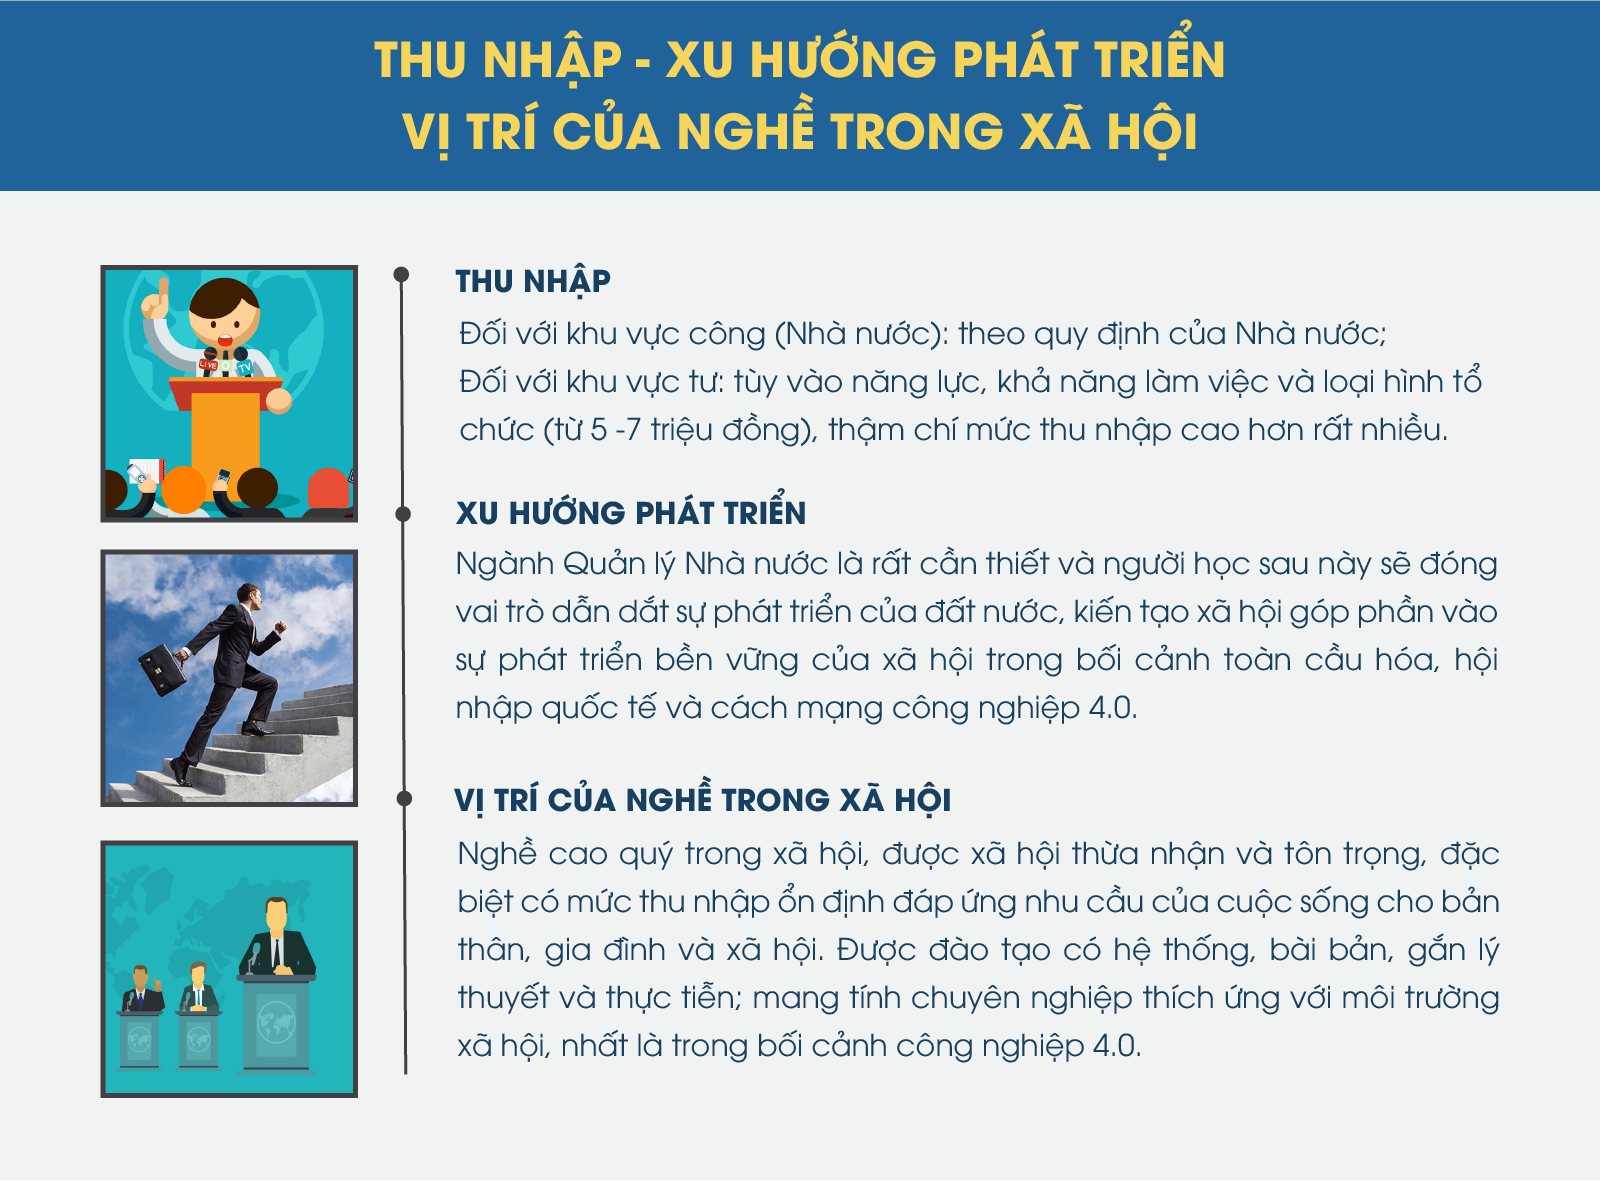 THU NHẬP - XU HƯỚNG PHÁT TRIỂN
VỊ TRÍ CỦA NGHỀ TRONG XÃ HỘI
LIVE
TV
THU NHẬP
Đối với khu vực công (Nhà nước): theo quy định của Nhà nước;
Đối với khu vực tư: tùy vào năng lực, khả năng làm việc và loại hình tổ
chức (từ 5 -7 triệu đồng), thậm chí mức thu nhập cao hơn rất nhiều.
XU HƯỚNG PHÁT TRIỂN
Ngành Quản lý Nhà nước là rất cần thiết và người học sau này sẽ đóng
vai trò dẫn dắt sự phát triển của đất nước, kiến tạo xã hội góp phần vào
sự phát triển bền vững của xã hội trong bối cảnh toàn cầu hóa, hội
nhập quốc tế và cách mạng công nghiệp 4.0.
VỊ TRÍ CỦA NGHỀ TRONG XÃ HỘI
Nghề cao quý trong xã hội, được xã hội thừa nhận và tôn trọng, đặc
biệt có mức thu nhập ổn định đáp ứng nhu cầu của cuộc sống cho bản
thân, gia đình và xã hội. Được đào tạo có hệ thống, bài bản, gắn lý
thuyết và thực tiễn; mang tính chuyên nghiệp thích ứng với môi trường
xã hội, nhất là trong bối cảnh công nghiệp 4.0.